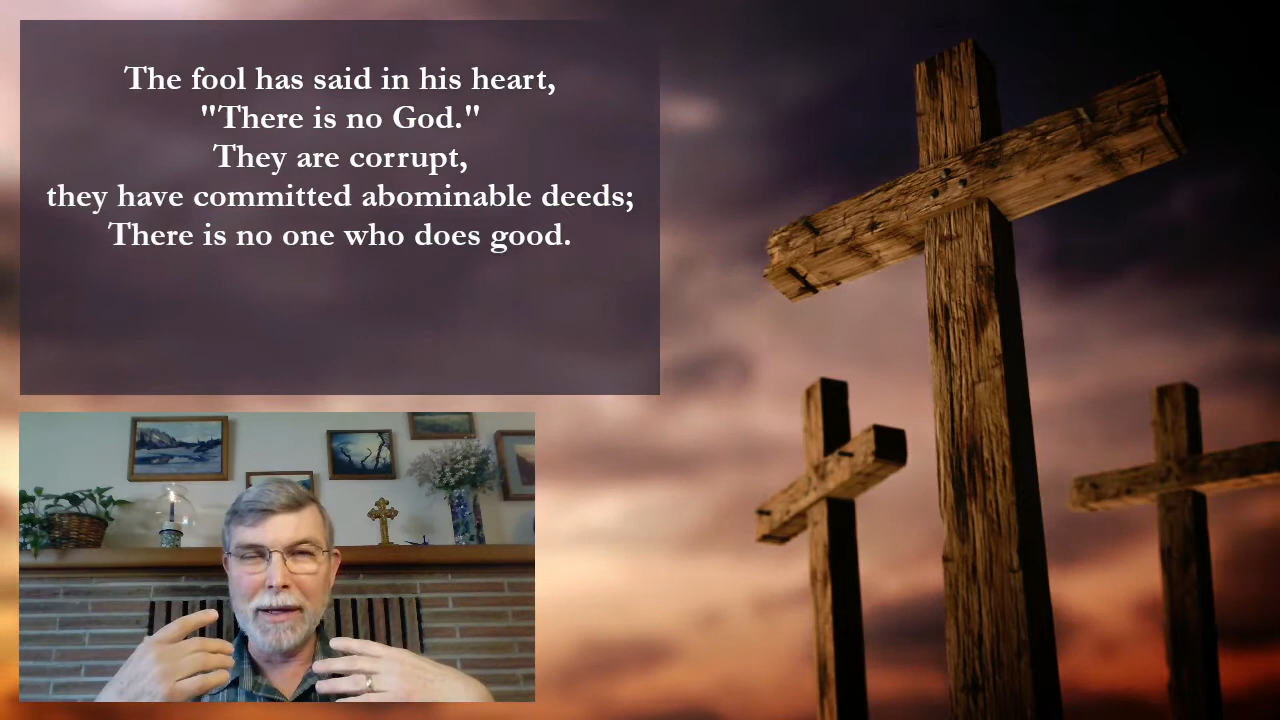 The fool has said in his heart,
"There is no God."
They are corrupt,
they have committed abominable deeds;
There is no one who does good.